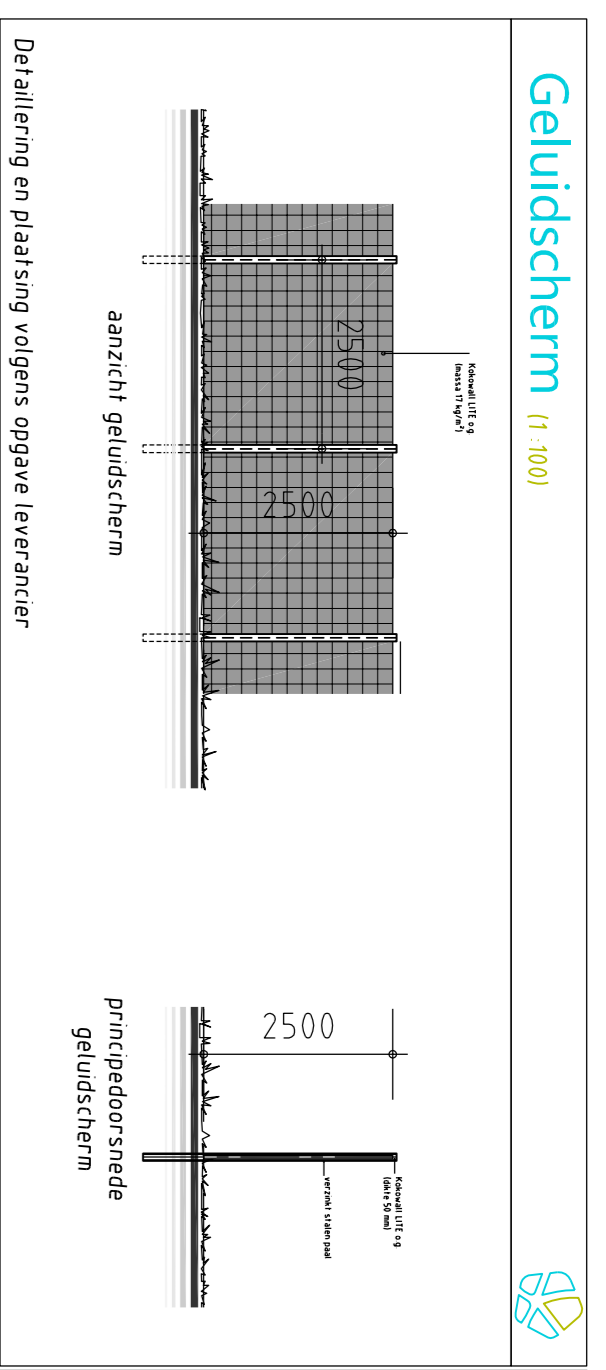 Geluidscherm (1:100)
Kokowall LITE o.g.
(massa 17 kg/m²)
2500
2500
aanzicht geluidscherm
2500
Kokowall LITE o.g.
(dikte 50 mm)
verzinkt stalen paal
principedoorsnede
geluidscherm
Detaillering en plaatsing volgens opgave leverancier